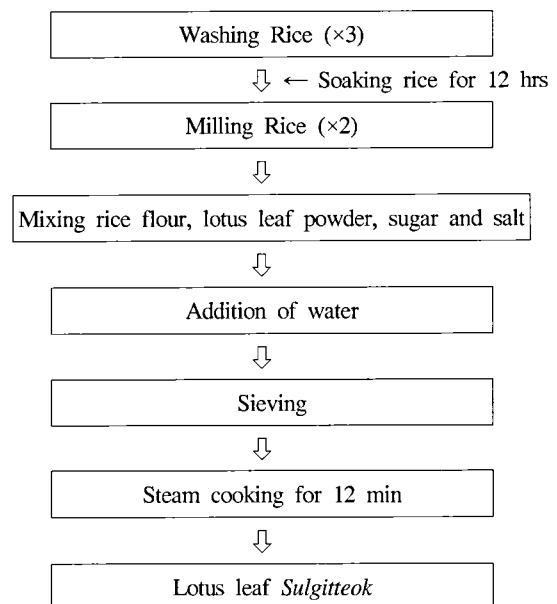 Washing Rice (×3)
← Soaking rice for 12 hrs
Milling Rice (×2)
Mixing rice flour, lotus leaf powder, sugar and salt
Addition of water
Sieving
Steam cooking for 12 min
Lotus leaf Sulgitteok